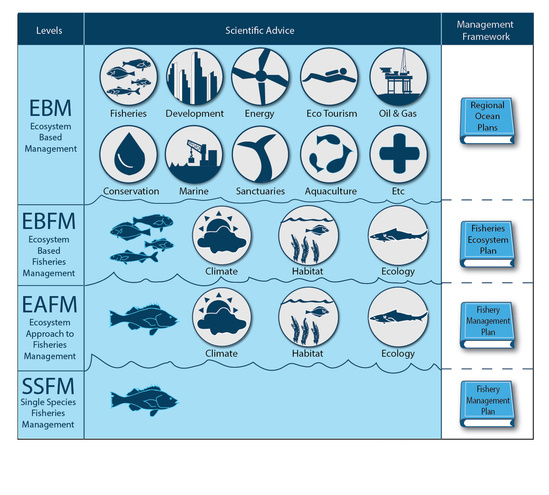 Levels
Scientific Advice
Management
Framework
EBM
Ecosystem
Based
Management
Fisheries
Development
Energy
Eco Tourism
Oil & Gas
Conservation
Marine
Sanctuaries
Aquaculture
Etc
Regional
Ocean
Plans
EBFM
Ecosystem
Based
Fisheries
Management
Climate
Habitat
Ecology
Fisheries
Ecosystem
Plan
EAFM
Ecosystem
Approach to
Fisheries
Management
Climate
Habitat
Ecology
Fishery
Management
Plan
SSFM
Single Species
Fisheries
Management
Fishery
Management
Plan